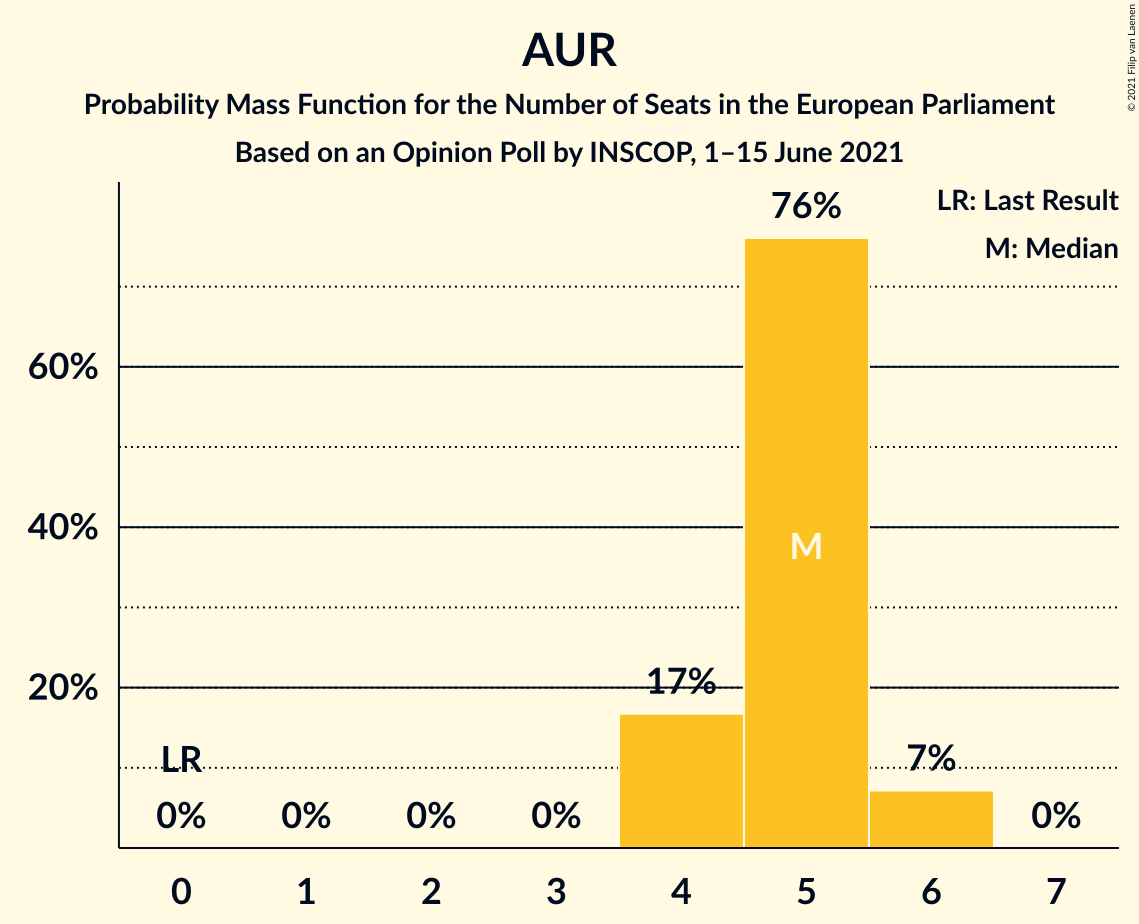 AUR
Probability Mass Function for the Number of Seats in the European Parliament
Based on an Opinion Poll by INSCOP, 1–15 June 2021
© 2021 Filip van Laenen
LR: Last Result
M: Median
76%
60%
40%
M
20%
17%
LR
7%
0% 0% 0% 0% 0%
0 1 2 3 4 5 6 7